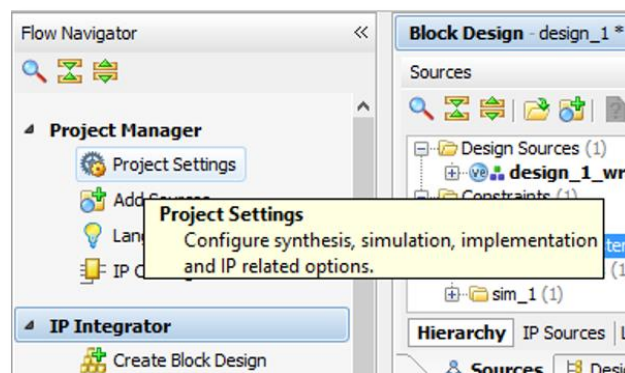 Flow Navigator
Project Manager
Project Settings
Add Sources
Project Settings
Configure synthesis, simulation, implementation
and IP related options.
IP Integrator
Create Block Design
Block Design - design_1 *
Sources
Design Sources (1)
design_1_wr
Constraints (1)
(1
sim_1 (1)
Hierarchy IP Sources
Sources